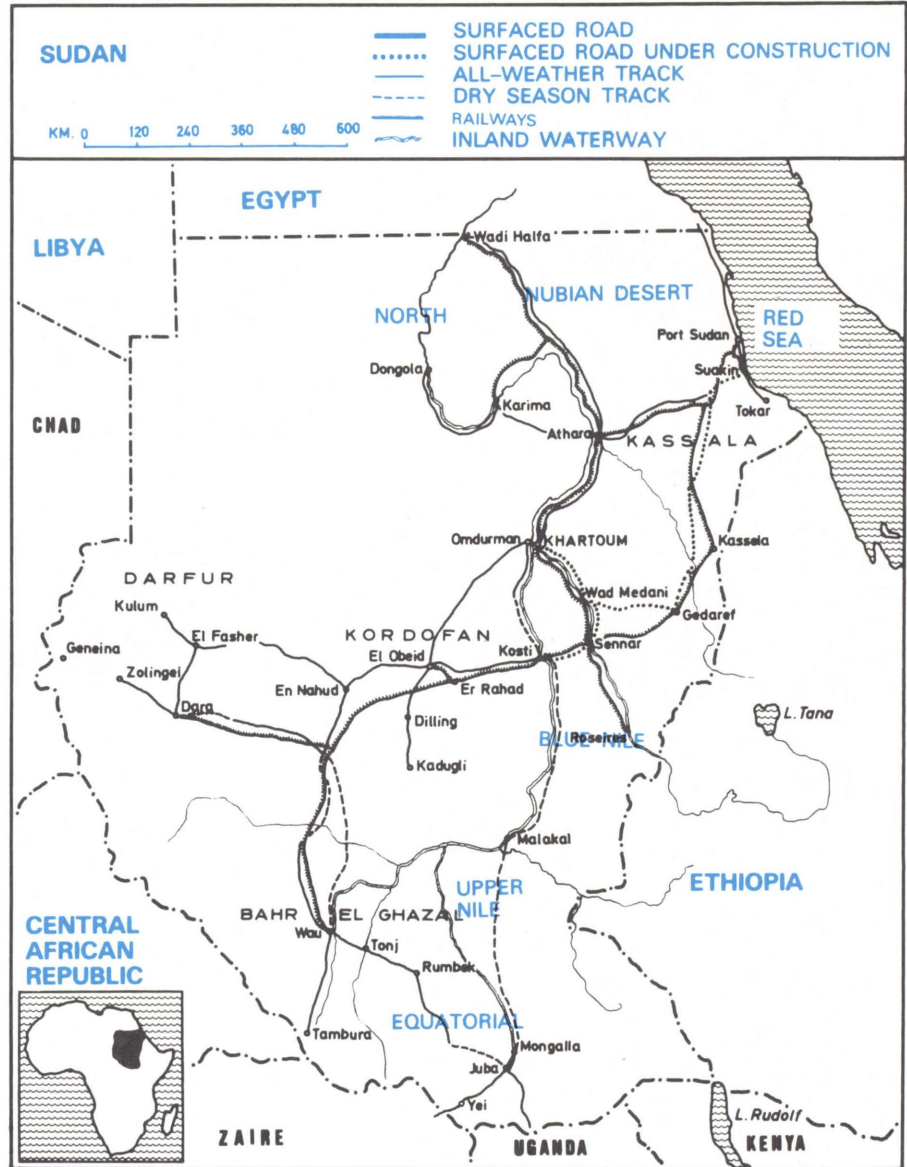 SUDAN
KM. 0 120 240 360 480 600
SURFACED ROAD
SURFACED ROAD UNDER CONSTRUCTION
ALL-WEATHER TRACK
DRY SEASON TRACK
RAILWAYS
INLAND WATERWAY
EGYPT
LIBYA
Wadi Halfa
NUBIAN DESERT
NORTH
RED
SEA
Port Sudan
Suakin
Dongola
Karima
Tokar
CHAD
Athara
KASSALA
Omdurman
KHARTOUM
Kassela
DARFUR
Wad Medani
Kulum
Gedaref
El Fasher
KORDOFAN
Geneina
El Obeid
Kosti
Sennar
Zolingei
En Nahud
Er Rahad
Dara
Dilling
L. Tana
BLUE NILE
Roseires
Kadugli
Malakal
UPPER
NILE
ETHIOPIA
BAHR EL GHAZAL
CENTRAL
AFRICAN
REPUBLIC
Wau
Tonj
Rumbek
EQUATORIAL
Tambura
Mongalla
Juba
Yei
L. Rudolf
ZAIRE
UGANDA
KENYA